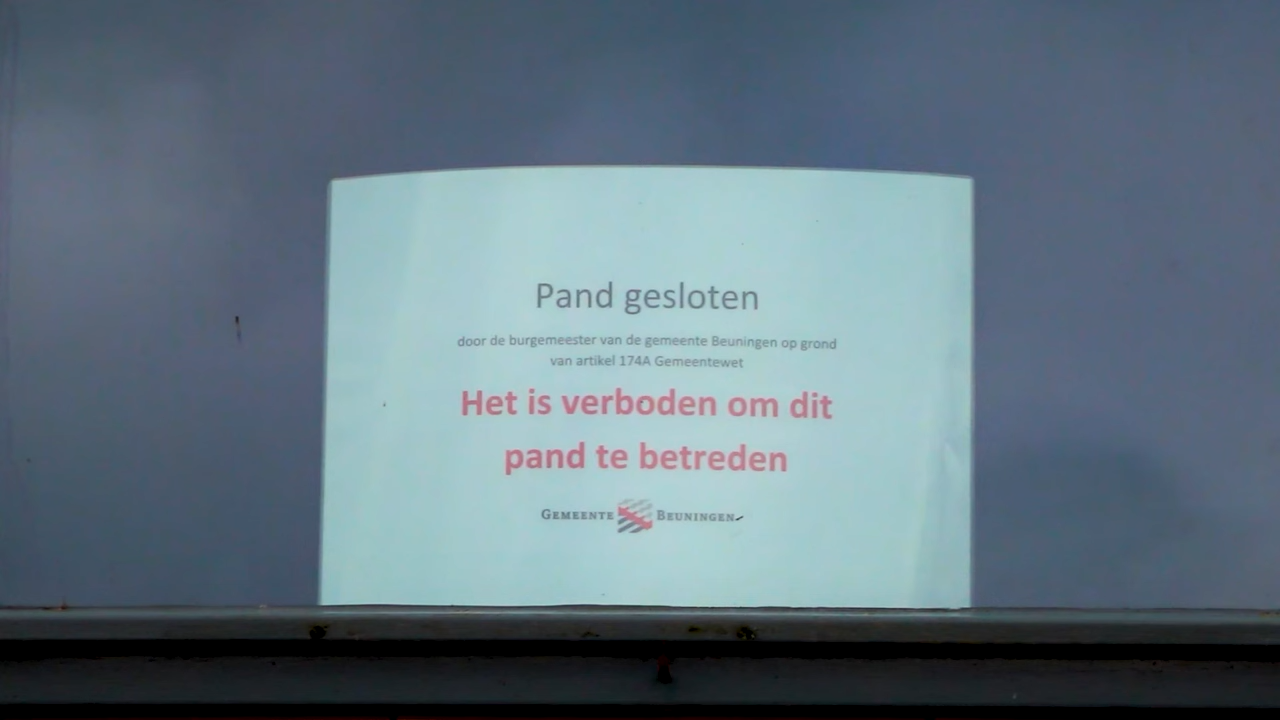 Pand gesloten
door de burgemeester van de gemeente Beuningen op grond
van artikel 174A Gemeentewet
Het is verboden om dit
pand te betreden
GEMEENTE BEUNINGEN